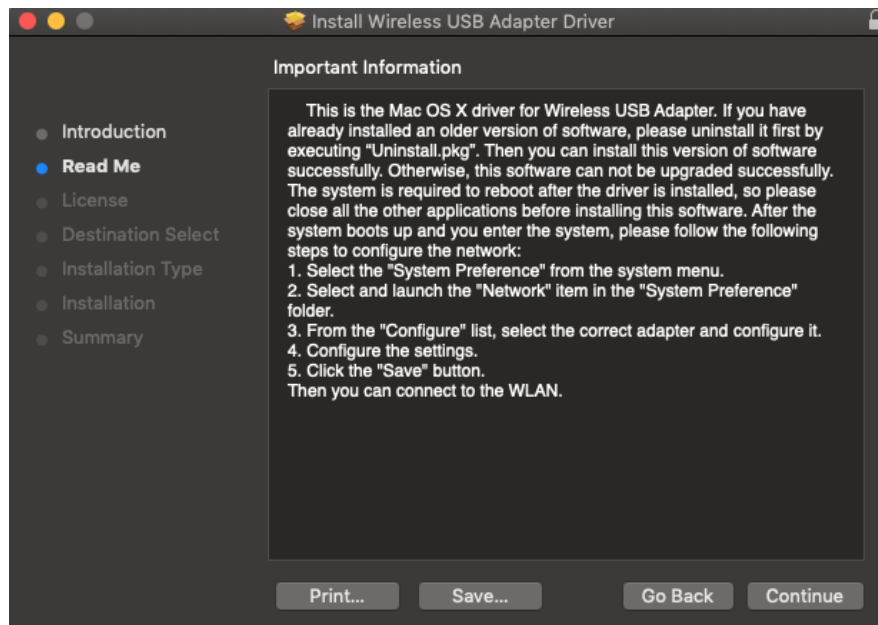 Install Wireless USB Adapter Driver
Important Information
Introduction
Read Me
License
Destination Select
Installation Type
Installation
Summary
This is the Mac OS X driver for Wireless USB Adapter. If you have
already installed an older version of software, please uninstall it first by
executing “Uninstall.pkg”. Then you can install this version of software
successfully. Otherwise, this software can not be upgraded successfully.
The system is required to reboot after the driver is installed, so please
close all the other applications before installing this software. After the
system boots up and you enter the system, please follow the following
steps to configure the network:
1. Select the "System Preference" from the system menu.
2. Select and launch the "Network" item in the "System Preference"
folder.
3. From the "Configure" list, select the correct adapter and configure it.
4. Configure the settings.
5. Click the "Save" button.
Then you can connect to the WLAN.
Print...
Save...
Go Back
Continue